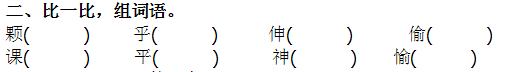 二、比一比，组词语。
颗(　　　) 乎(　　　) 伸(　　　) 偷(　　　)
课(　　　) 平(　　　) 神(　　　) 愉(　　　)